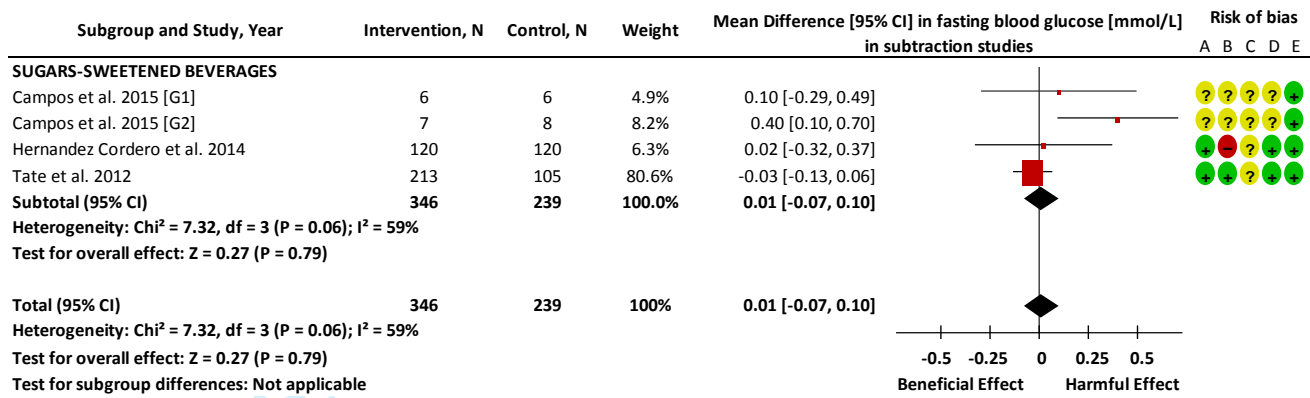 Subgroup and Study, Year Intervention, N Control, N Weight Mean Difference [95% CI] in fasting blood glucose [mmol/L] Risk of bias
in subtraction studies A B C D E
SUGARS-SWEETENED BEVERAGES
Campos et al. 2015 [G1] 6 6 4.9% 0.10 [-0.29, 0.49] ? ? ? ? +
Campos et al. 2015 [G2] 7 8 8.2% 0.40 [0.10, 0.70] ? ? ? ? +
Hernandez Cordero et al. 2014 120 120 6.3% 0.02 [-0.32, 0.37] + − ? + +
Tate et al. 2012 213 105 80.6% -0.03 [-0.13, 0.06] + + ? + +
Subtotal (95% CI) 346 239 100.0% 0.01 [-0.07, 0.10]
Heterogeneity: Chi² = 7.32, df = 3 (P = 0.06); I² = 59%
Test for overall effect: Z = 0.27 (P = 0.79)
Total (95% CI) 346 239 100% 0.01 [-0.07, 0.10]
Heterogeneity: Chi² = 7.32, df = 3 (P = 0.06); I² = 59%
Test for overall effect: Z = 0.27 (P = 0.79) -0.5 -0.25 0 0.25 0.5
Test for subgroup differences: Not applicable Beneficial Effect Harmful Effect